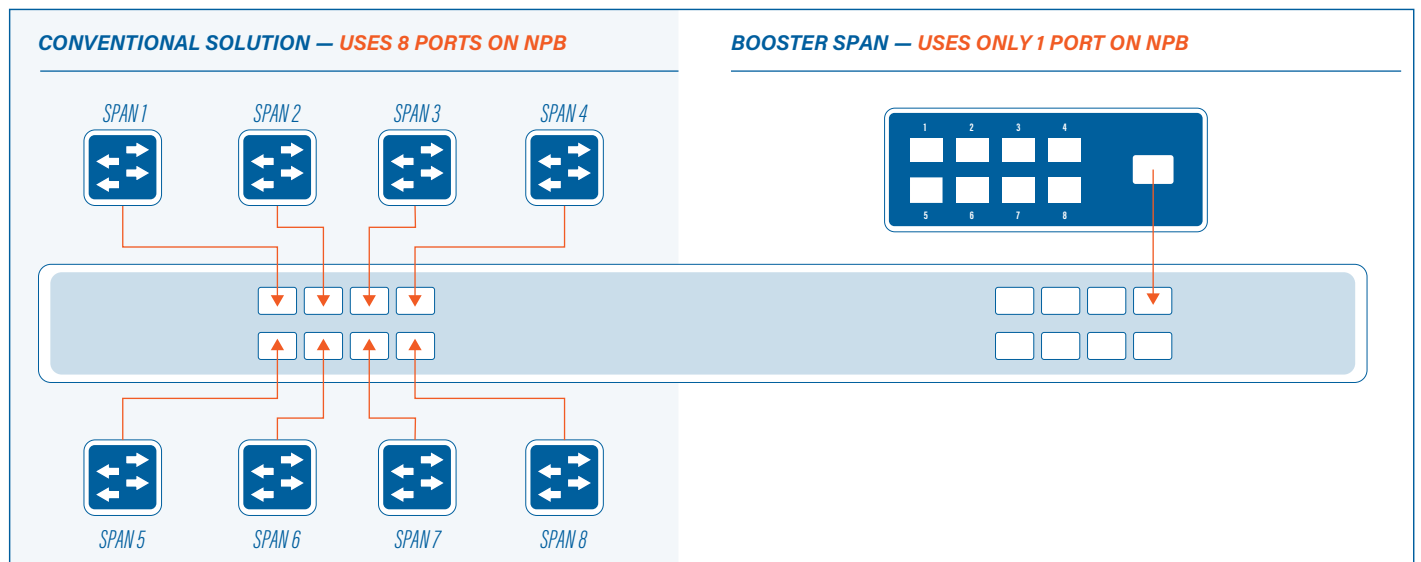 CONVENTIONAL SOLUTION — USES 8 PORTS ON NPB
BOOSTER SPAN — USES ONLY 1 PORT ON NPB
SPAN 1
SPAN 2
SPAN 3
SPAN 4
1
2
3
4
5
6
7
8
SPAN 5
SPAN 6
SPAN 7
SPAN 8